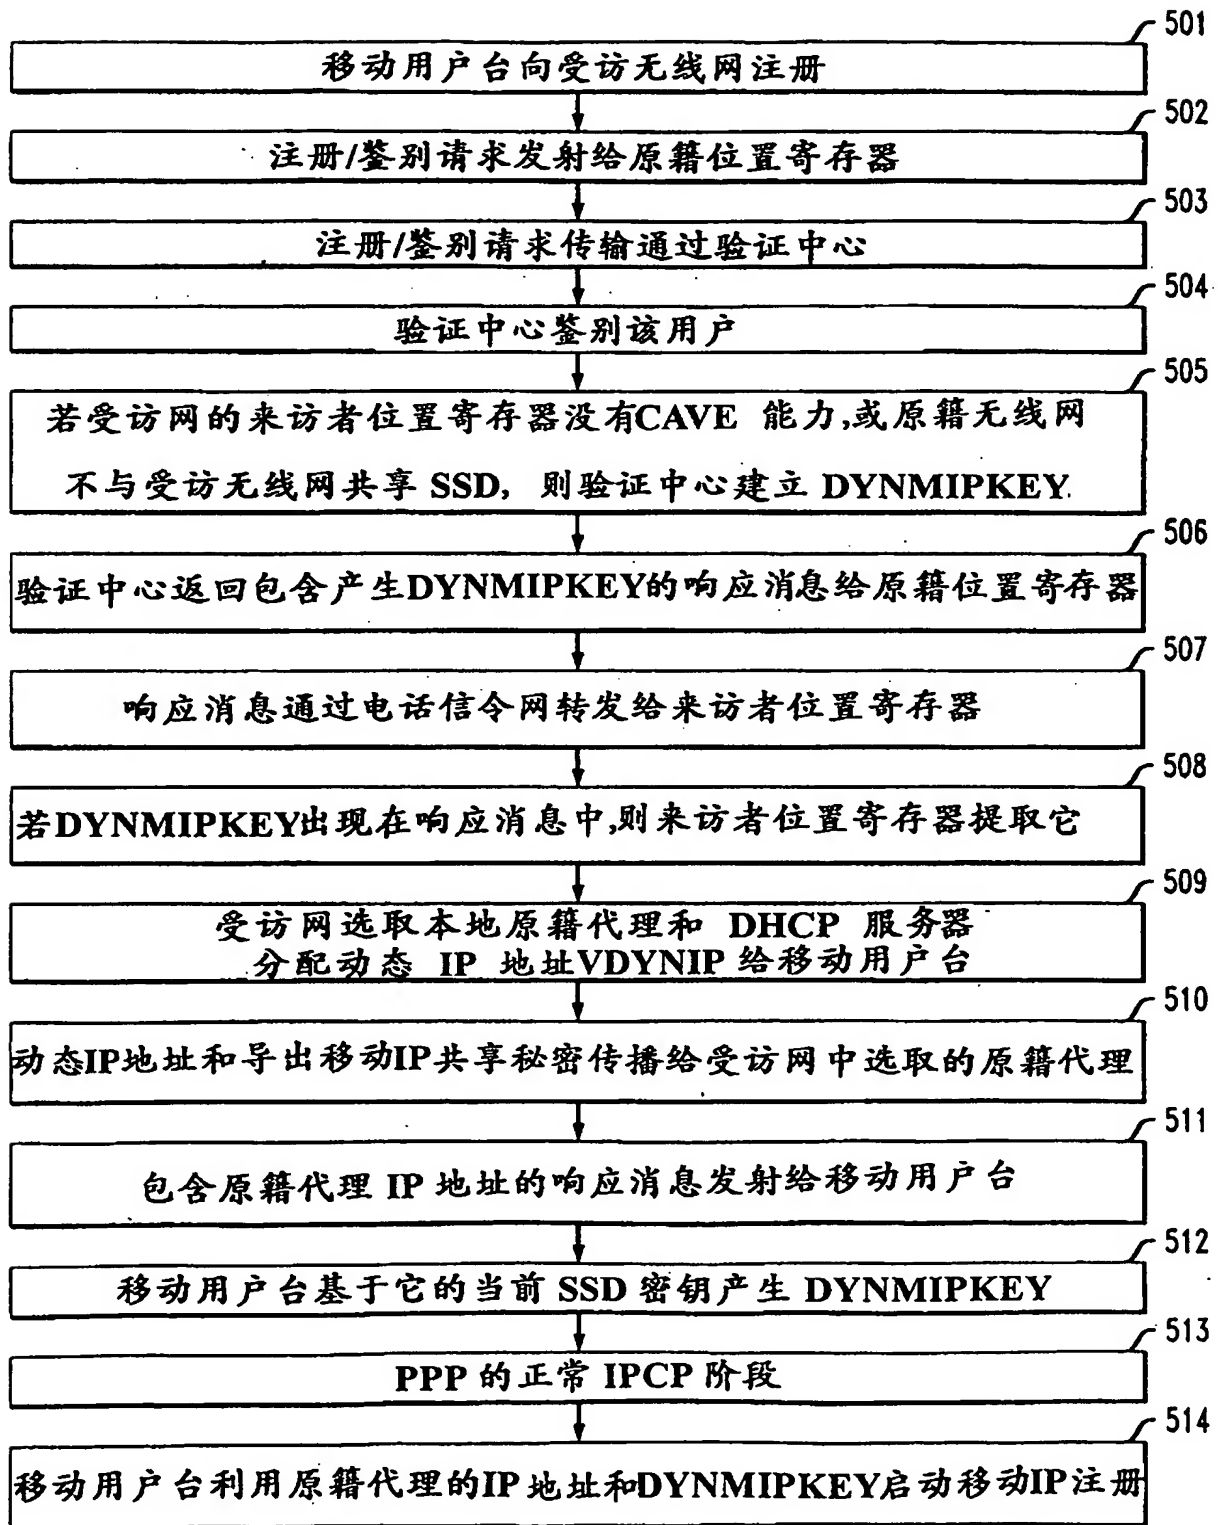 501
移动用户台向受访无线网注册
502
注册/鉴别请求发射给原籍位置寄存器
503
注册/鉴别请求传输通过验证中心
504
验证中心鉴别该用户
505
若受访网的来访者位置寄存器没有CAVE 能力,或原籍无线网
不与受访无线网共享 SSD, 则验证中心建立 DYNMIPKEY.
506
验证中心返回包含产生DYNMIPKEY的响应消息给原籍位置寄存器
507
响应消息通过电话信令网转发给来访者位置寄存器
508
若DYNMIPKEY出现在响应消息中,则来访者位置寄存器提取它
509
受访网选取本地原籍代理和 DHCP 服务器
分配动态 IP 地址VDYNIP 给移动用户台
510
动态IP地址和导出移动IP共享秘密传播给受访网中选取的原籍代理
511
包含原籍代理 IP 地址的响应消息发射给移动用户台
512
移动用户台基于它的当前 SSD 密钥产生 DYNMIPKEY
513
PPP 的正常 IPCP 阶段
514
移动用户台利用原籍代理的IP 地址和DYNMIPKEY启动移动IP注册